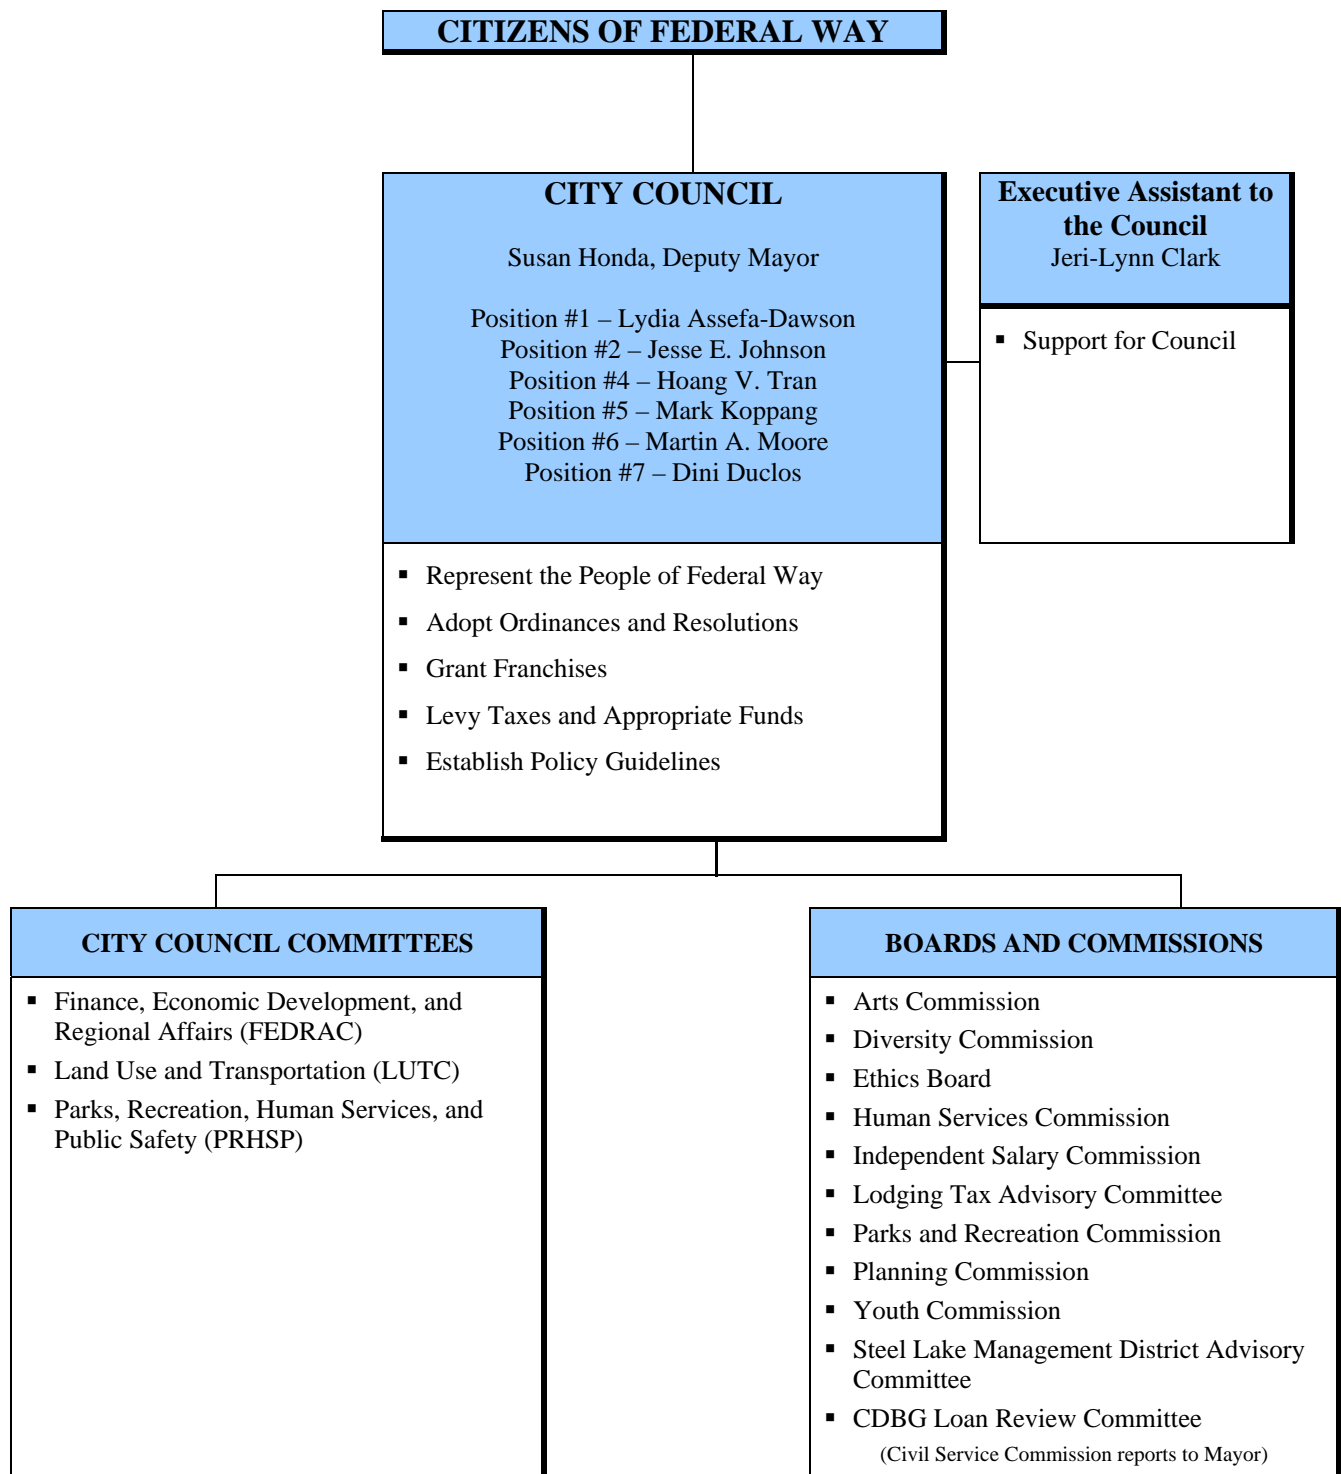 CITIZENS OF FEDERAL WAY
CITY COUNCIL
Susan Honda, Deputy Mayor
Position #1 – Lydia Assefa-Dawson
Position #2 – Jesse E. Johnson
Position #4 – Hoang V. Tran
Position #5 – Mark Koppang
Position #6 – Martin A. Moore
Position #7 – Dini Duclos
▪ Represent the People of Federal Way
▪ Adopt Ordinances and Resolutions
▪ Grant Franchises
▪ Levy Taxes and Appropriate Funds
▪ Establish Policy Guidelines
Executive Assistant to
the Council
Jeri-Lynn Clark
▪ Support for Council
CITY COUNCIL COMMITTEES
▪ Finance, Economic Development, and
Regional Affairs (FEDRAC)
▪ Land Use and Transportation (LUTC)
▪ Parks, Recreation, Human Services, and
Public Safety (PRHSP)
BOARDS AND COMMISSIONS
▪ Arts Commission
▪ Diversity Commission
▪ Ethics Board
▪ Human Services Commission
▪ Independent Salary Commission
▪ Lodging Tax Advisory Committee
▪ Parks and Recreation Commission
▪ Planning Commission
▪ Youth Commission
▪ Steel Lake Management District Advisory
Committee
▪ CDBG Loan Review Committee
(Civil Service Commission reports to Mayor)